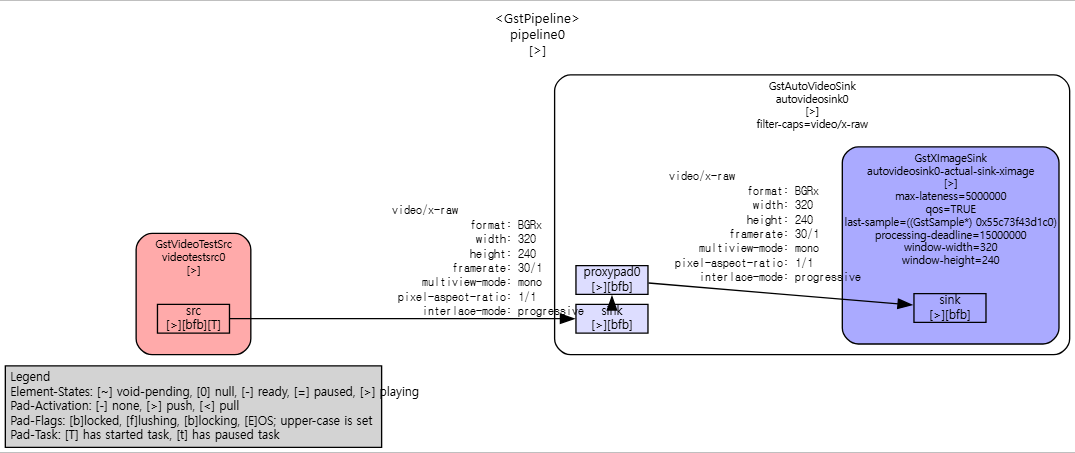 <GstPipeline>
pipeline0
[>]
GstAutoVideoSink
autovideosink0
[>]
filter-caps=video/x-raw
GstXImageSink
autovideosink0-actual-sink-ximage
[>]
max-lateness=5000000
qos=TRUE
last-sample=((GstSample*) 0x55c73f43d1c0)
processing-deadline=15000000
window-width=320
window-height=240
video/x-raw
format: BGRx
width: 320
height: 240
framerate: 30/1
multiview-mode: mono
pixel-aspect-ratio: 1/1
interlace-mode: progressive
video/x-raw
format: BGRx
width: 320
height: 240
framerate: 30/1
multiview-mode: mono
pixel-aspect-ratio: 1/1
interlace-mode: progressive
GstVideoTestSrc
videotestsrc0
[>]
src
[>][bfb][T]
proxypad0
[>][bfb]
sink
[>][bfb]
sink
[>][bfb]
Legend
Element-States: [~] void-pending, [0] null, [-] ready, [=] paused, [>] playing
Pad-Activation: [-] none, [>] push, [<] pull
Pad-Flags: [b]locked, [f]lushing, [b]locking, [E]OS; upper-case is set
Pad-Task: [T] has started task, [t] has paused task